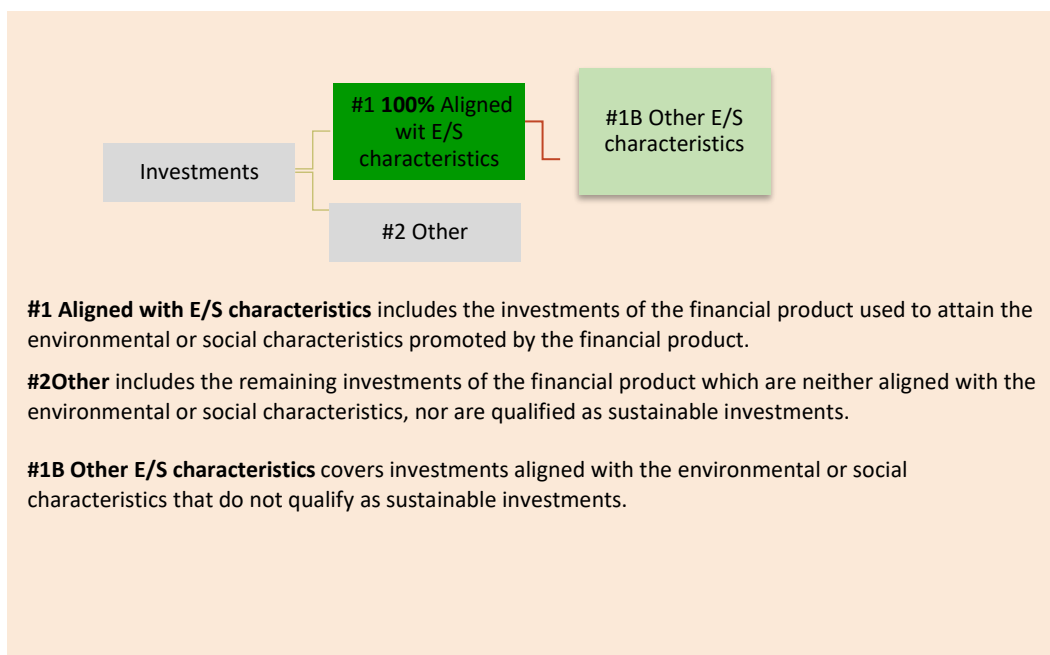 #1 100% Aligned
wit E/S
characteristics
#1B Other E/S
characteristics
Investments
#2 Other
#1 Aligned with E/S characteristics includes the investments of the financial product used to attain the
environmental or social characteristics promoted by the financial product.
#2Other includes the remaining investments of the financial product which are neither aligned with the
environmental or social characteristics, nor are qualified as sustainable investments.
#1B Other E/S characteristics covers investments aligned with the environmental or social
characteristics that do not qualify as sustainable investments.